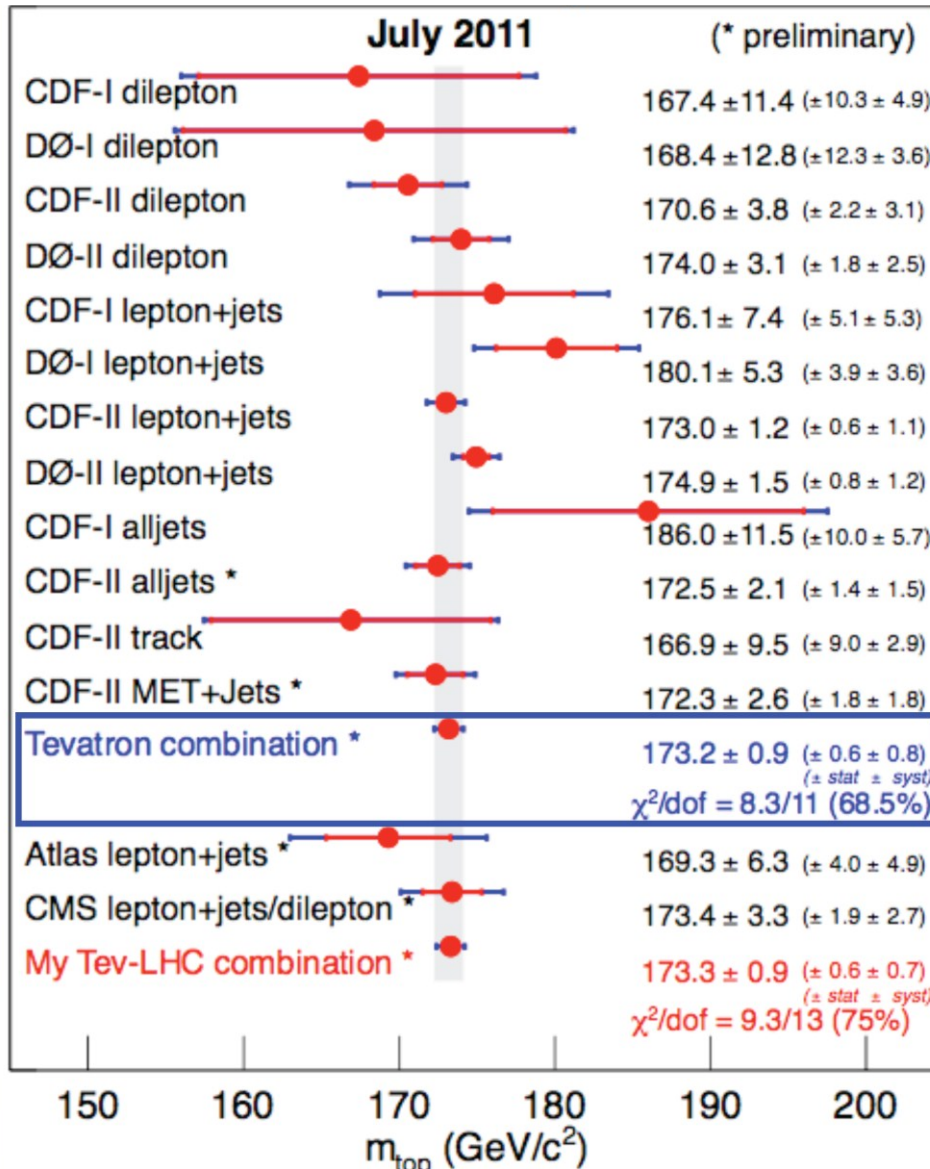 July 2011 (* preliminary)
CDF-I dilepton 167.4 ±11.4 (±10.3 ± 4.9)
DØ-I dilepton 168.4 ±12.8 (±12.3 ± 3.6)
CDF-II dilepton 170.6 ± 3.8 (± 2.2 ± 3.1)
DØ-II dilepton 174.0 ± 3.1 (± 1.8 ± 2.5)
CDF-I lepton+jets 176.1± 7.4 (± 5.1 ± 5.3)
DØ-I lepton+jets 180.1± 5.3 (± 3.9 ± 3.6)
CDF-II lepton+jets 173.0 ± 1.2 (± 0.6 ± 1.1)
DØ-II lepton+jets 174.9 ± 1.5 (± 0.8 ± 1.2)
CDF-I alljets 186.0 ±11.5 (±10.0 ± 5.7)
CDF-II alljets * 172.5 ± 2.1 (± 1.4 ± 1.5)
CDF-II track 166.9 ± 9.5 (± 9.0 ± 2.9)
CDF-II MET+Jets * 172.3 ± 2.6 (± 1.8 ± 1.8)
Tevatron combination * 173.2 ± 0.9 (± 0.6 ± 0.8)
(± stat ± syst)
χ²/dof = 8.3/11 (68.5%)
Atlas lepton+jets * 169.3 ± 6.3 (± 4.0 ± 4.9)
CMS lepton+jets/dilepton * 173.4 ± 3.3 (± 1.9 ± 2.7)
My Tev-LHC combination * 173.3 ± 0.9 (± 0.6 ± 0.7)
(± stat ± syst)
χ²/dof = 9.3/13 (75%)
150 160 170 180 190 200
m_top (GeV/c²)